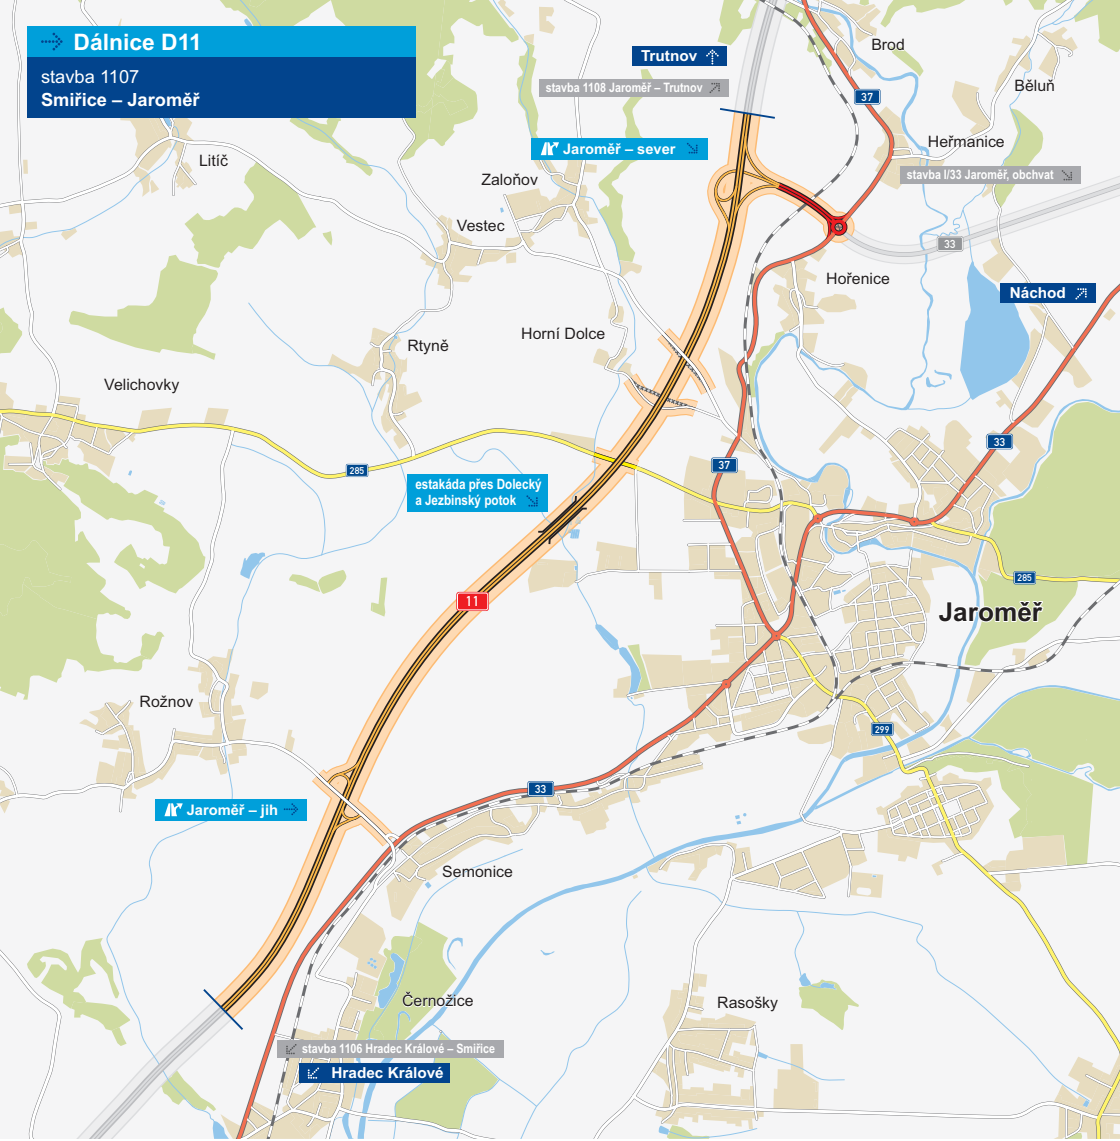 Dálnice D11
stavba 1107
Smiřice – Jaroměř
Trutnov
stavba 1108 Jaroměř – Trutnov
Brod
37
Běluň
Jaroměř – sever
Heřmanice
Litíč
stavba I/33 Jaroměř, obchvat
Zaloňov
Vestec
33
Hořenice
Náchod
Horní Dolce
Rtyně
Velichovky
33
285
37
estakáda přes Dolecký
a Jezbinský potok
285
11
Jaroměř
Rožnov
299
33
Jaroměř – jih
Semonice
Černožice
Rasošky
stavba 1106 Hradec Králové – Smiřice
Hradec Králové